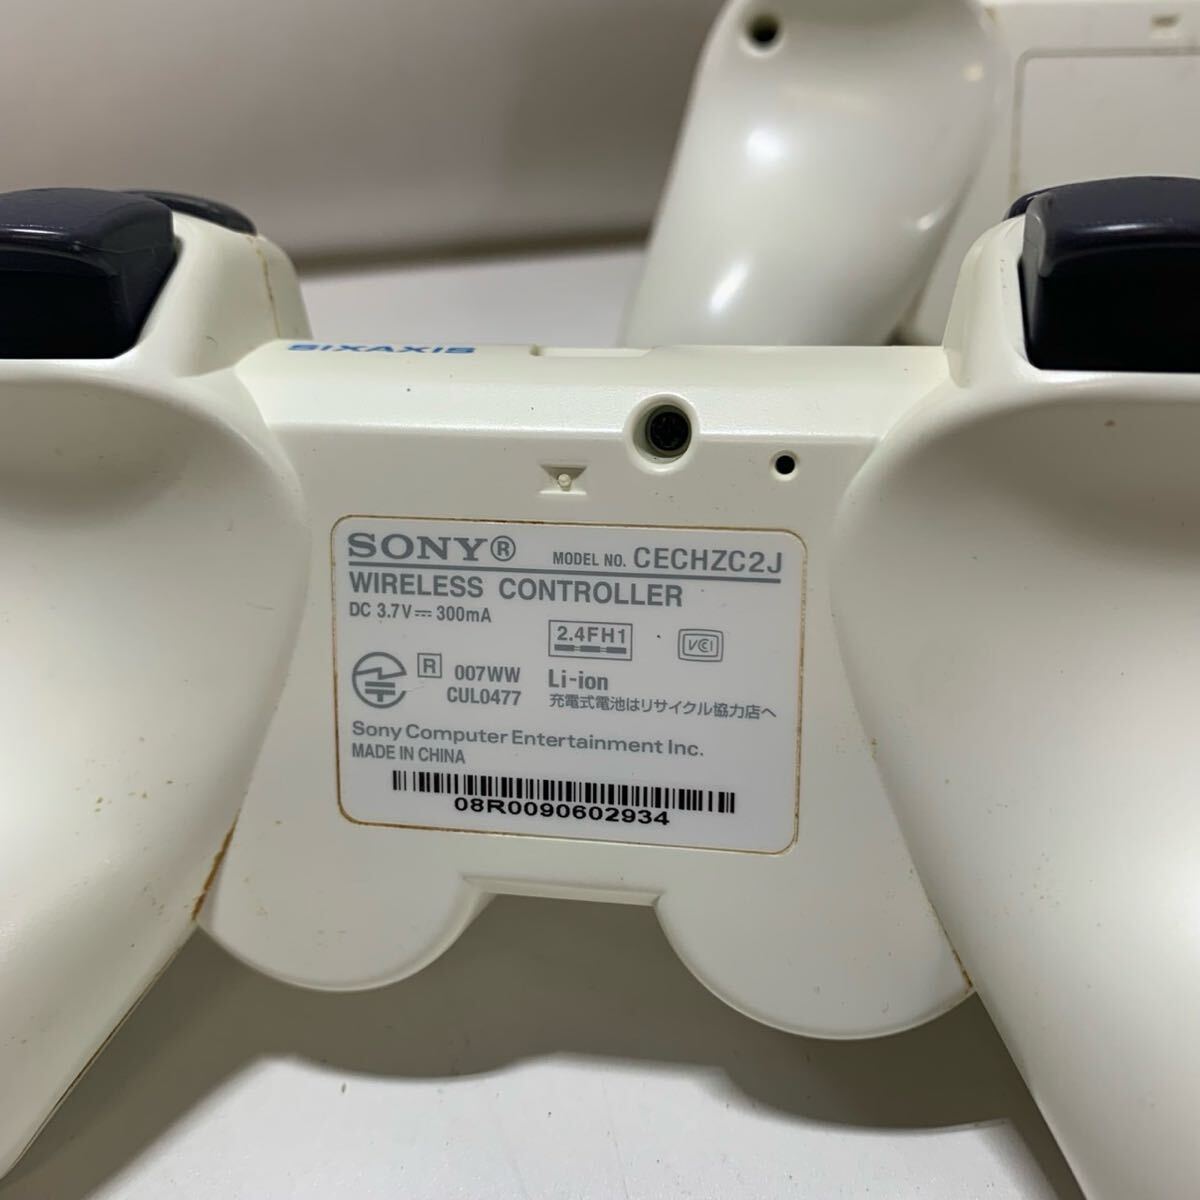 SIXAXIS
SONY® MODEL NO. CECHZC2J
WIRELESS CONTROLLER
DC 3.7V⎓ 300mA
2.4FH1
VCI
R 007WW
CUL0477
Li-ion
充電式電池はリサイクル協力店へ
Sony Computer Entertainment Inc.
MADE IN CHINA
08R0090602934